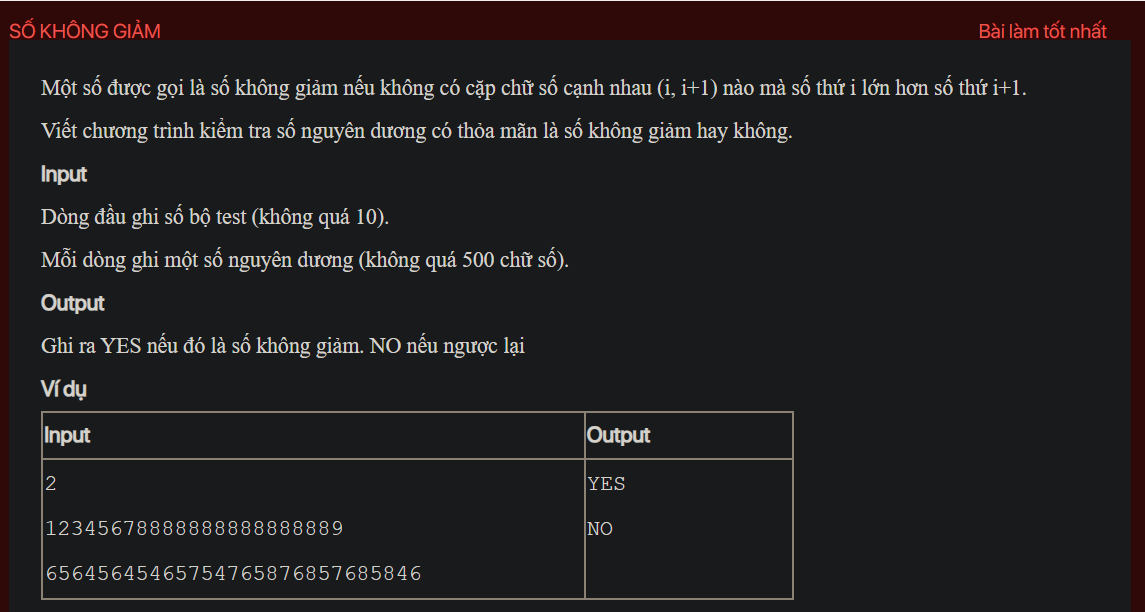 SỐ KHÔNG GIẢM Bài làm tốt nhất
Một số được gọi là số không giảm nếu không có cặp chữ số cạnh nhau (i, i+1) nào mà số thứ i lớn hơn số thứ i+1.
Viết chương trình kiểm tra số nguyên dương có thỏa mãn là số không giảm hay không.
Input
Dòng đầu ghi số bộ test (không quá 10).
Mỗi dòng ghi một số nguyên dương (không quá 500 chữ số).
Output
Ghi ra YES nếu đó là số không giảm. NO nếu ngược lại
Ví dụ
Input Output
2 YES
12345678888888888888889 NO
65645645465754765876857685846